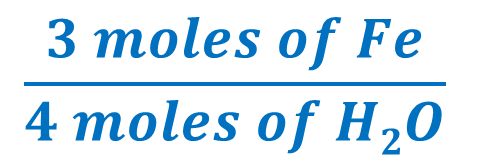 3 moles of Fe
4 moles of H₂O